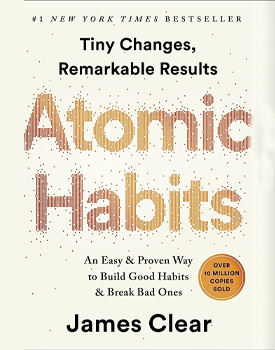 #1 NEW YORK TIMES BESTSELLER
Tiny Changes,
Remarkable Results
Atomic
Habits
An Easy & Proven Way
to Build Good Habits
& Break Bad Ones
OVER
10 MILLION
COPIES
SOLD
James Clear